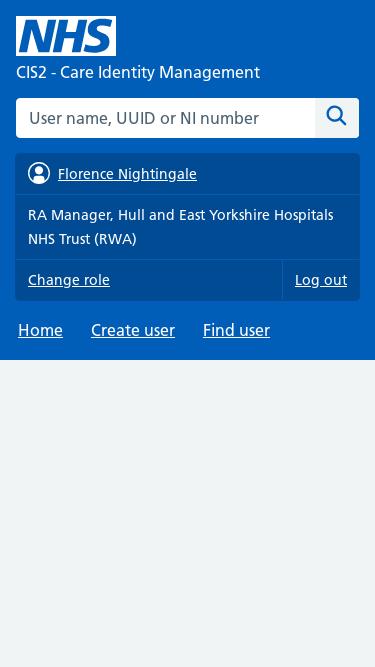 NHS
CIS2 - Care Identity Management
User name, UUID or NI number
Florence Nightingale
RA Manager, Hull and East Yorkshire Hospitals
NHS Trust (RWA)
Change role
Log out
Home Create user Find user